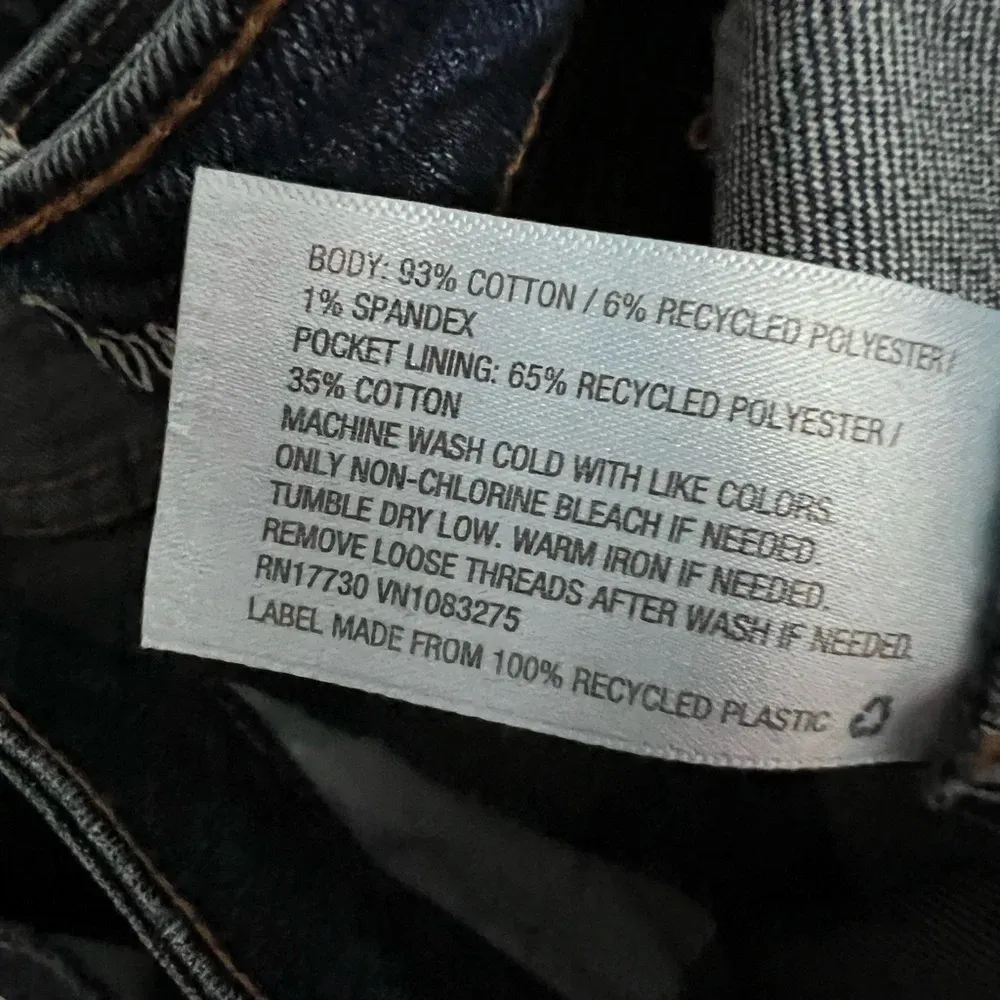 BODY: 93% COTTON / 6% RECYCLED POLYESTER /
1% SPANDEX
POCKET LINING: 65% RECYCLED POLYESTER /
35% COTTON
MACHINE WASH COLD WITH LIKE COLORS.
ONLY NON-CHLORINE BLEACH IF NEEDED.
TUMBLE DRY LOW. WARM IRON IF NEEDED.
REMOVE LOOSE THREADS AFTER WASH IF NEEDED.
RN17730 VN1083275
LABEL MADE FROM 100% RECYCLED PLASTIC